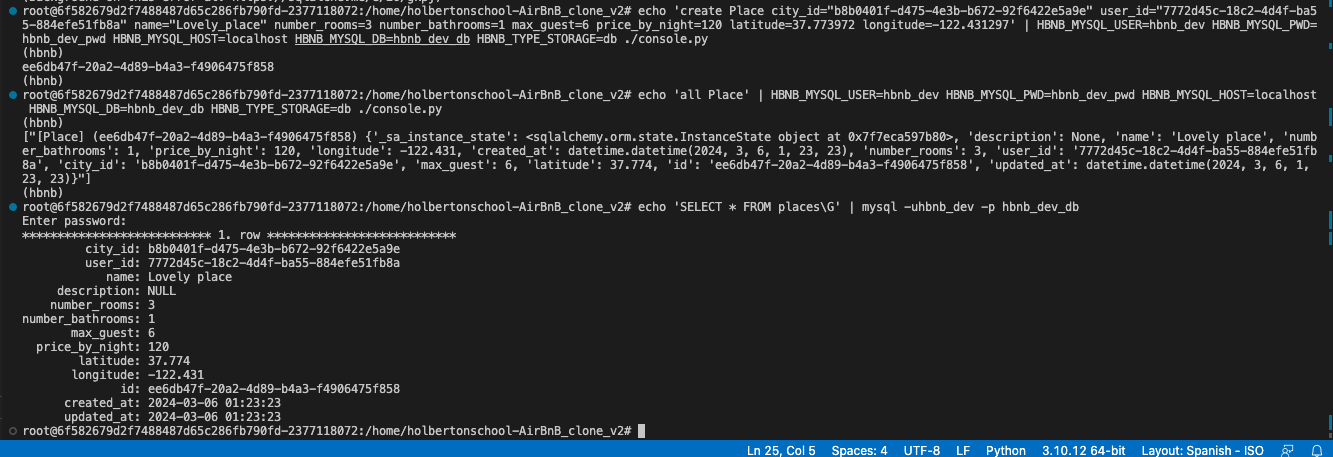 root@6f582679d2f7488487d65c286fb790fd-2377118072:/home/holbertonschool-AirBnB_clone_v2# echo 'create Place city_id="b8b0401f-d475-4e3b-b672-92f6422e5a9e" user_id="7772d45c-18c2-4d4f-ba5
5-884efe51fb8a" name="Lovely_place" number_rooms=3 number_bathrooms=1 max_guest=6 price_by_night=120 latitude=37.773972 longitude=-122.431297' | HBNB_MYSQL_USER=hbnb_dev HBNB_MYSQL_PWD=
hbnb_dev_pwd HBNB_MYSQL_HOST=localhost HBNB_MYSQL_DB=hbnb_dev_db HBNB_TYPE_STORAGE=db ./console.py
(hbnb)
ee6db47f-20a2-4d89-b4a3-f4906475f858
(hbnb)
root@6f582679d2f7488487d65c286fb790fd-2377118072:/home/holbertonschool-AirBnB_clone_v2# echo 'all Place' | HBNB_MYSQL_USER=hbnb_dev HBNB_MYSQL_PWD=hbnb_dev_pwd HBNB_MYSQL_HOST=localhost
HBNB_MYSQL_DB=hbnb_dev_db HBNB_TYPE_STORAGE=db ./console.py
(hbnb)
["[Place] (ee6db47f-20a2-4d89-b4a3-f4906475f858) {'_sa_instance_state': <sqlalchemy.orm.state.InstanceState object at 0x7f7eca597b80>, 'description': None, 'name': 'Lovely place', 'numb
er_bathrooms': 1, 'price_by_night': 120, 'longitude': -122.431, 'created_at': datetime.datetime(2024, 3, 6, 1, 23, 23), 'number_rooms': 3, 'user_id': '7772d45c-18c2-4d4f-ba55-884efe51fb
8a', 'city_id': 'b8b0401f-d475-4e3b-b672-92f6422e5a9e', 'max_guest': 6, 'latitude': 37.774, 'id': 'ee6db47f-20a2-4d89-b4a3-f4906475f858', 'updated_at': datetime.datetime(2024, 3, 6, 1,
23, 23)}"]
(hbnb)
root@6f582679d2f7488487d65c286fb790fd-2377118072:/home/holbertonschool-AirBnB_clone_v2# echo 'SELECT * FROM places\G' | mysql -uhbnb_dev -p hbnb_dev_db
Enter password:
*************************** 1. row ***************************
city_id: b8b0401f-d475-4e3b-b672-92f6422e5a9e
user_id: 7772d45c-18c2-4d4f-ba55-884efe51fb8a
name: Lovely place
description: NULL
number_rooms: 3
number_bathrooms: 1
max_guest: 6
price_by_night: 120
latitude: 37.774
longitude: -122.431
id: ee6db47f-20a2-4d89-b4a3-f4906475f858
created_at: 2024-03-06 01:23:23
updated_at: 2024-03-06 01:23:23
root@6f582679d2f7488487d65c286fb790fd-2377118072:/home/holbertonschool-AirBnB_clone_v2#
Ln 25, Col 5 Spaces: 4 UTF-8 LF Python 3.10.12 64-bit Layout: Spanish - ISO